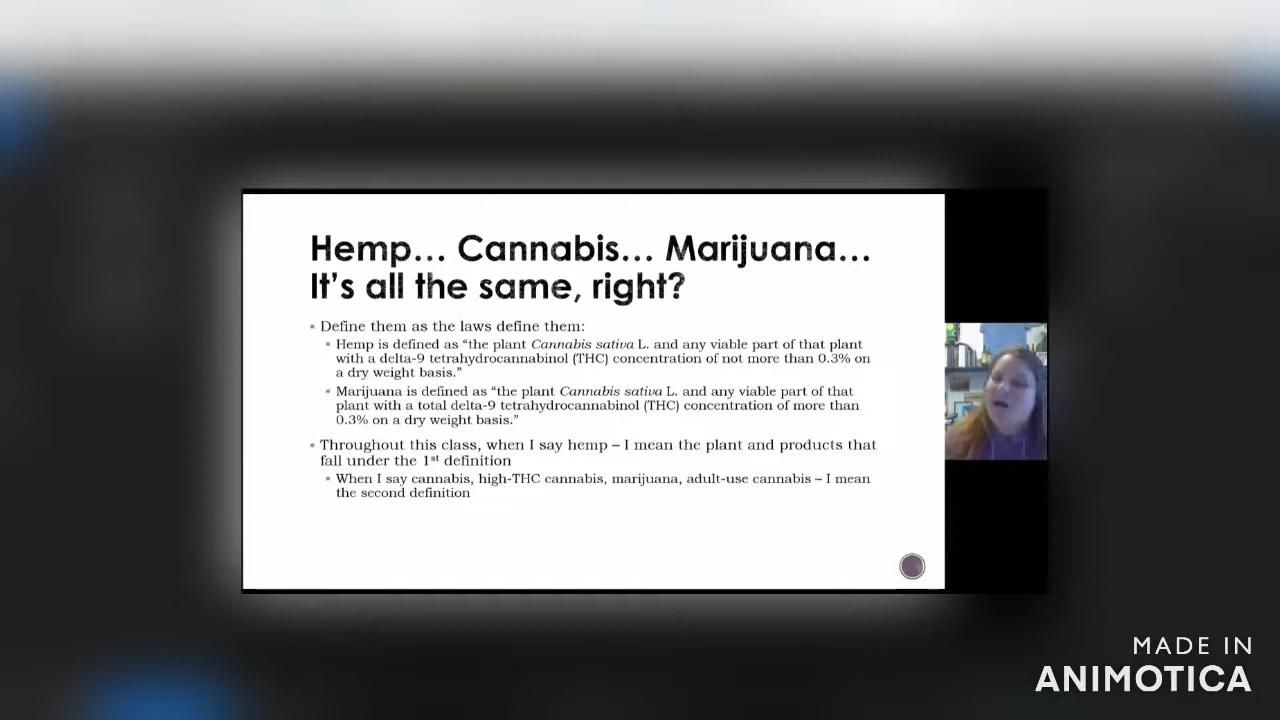 Hemp… Cannabis… Marijuana…
It's all the same, right?
▪ Define them as the laws define them:
▪ Hemp is defined as “the plant Cannabis sativa L. and any viable part of that plant
with a delta-9 tetrahydrocannabinol (THC) concentration of not more than 0.3% on
a dry weight basis.”
▪ Marijuana is defined as “the plant Cannabis sativa L. and any viable part of that
plant with a total delta-9 tetrahydrocannabinol (THC) concentration of more than
0.3% on a dry weight basis.”
▪ Throughout this class, when I say hemp – I mean the plant and products that
fall under the 1st definition
▪ When I say cannabis, high-THC cannabis, marijuana, adult-use cannabis – I mean
the second definition
MADE IN
ANIMOTICA